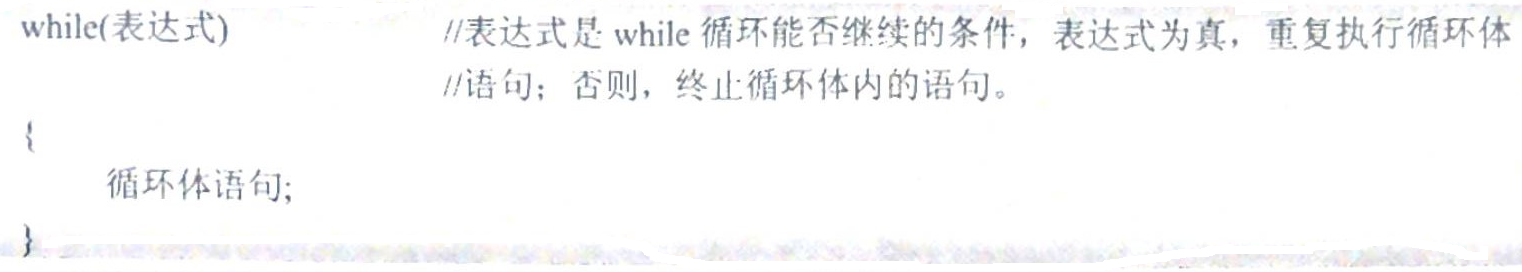 while(表达式) //表达式是 while 循环能否继续的条件，表达式为真，重复执行循环体
//语句；否则，终止循环体内的语句。
{
循环体语句;
}